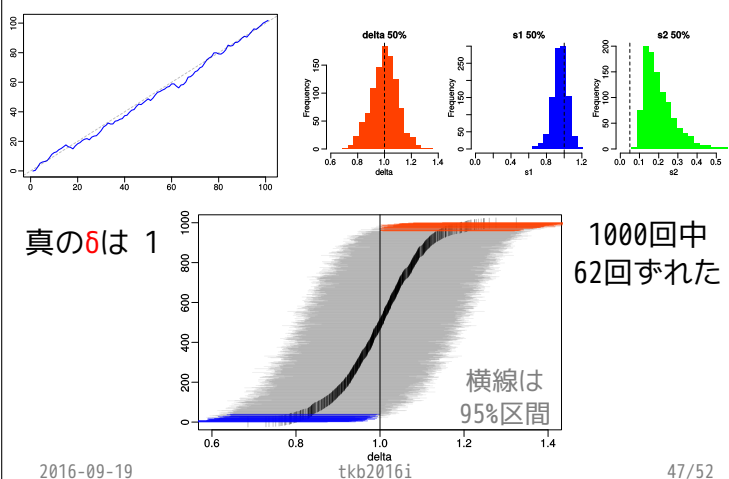 100
80
60
40
20
0
0 20 40 60 80 100
delta 50%
Frequency
150
100
50
0
0.6 0.8 1.0 1.2 1.4
delta
s1 50%
Frequency
250
150
50
0
0.0 0.4 0.8 1.2
s1
s2 50%
Frequency
200
150
100
50
0
0.0 0.1 0.2 0.3 0.4 0.5
s2
真のδは 1
1000
800
600
400
200
0
0.6 0.8 1.0 1.2 1.4
delta
横線は
95%区間
1000回中
62回ずれた
2016-09-19 tkb2016i 47/52